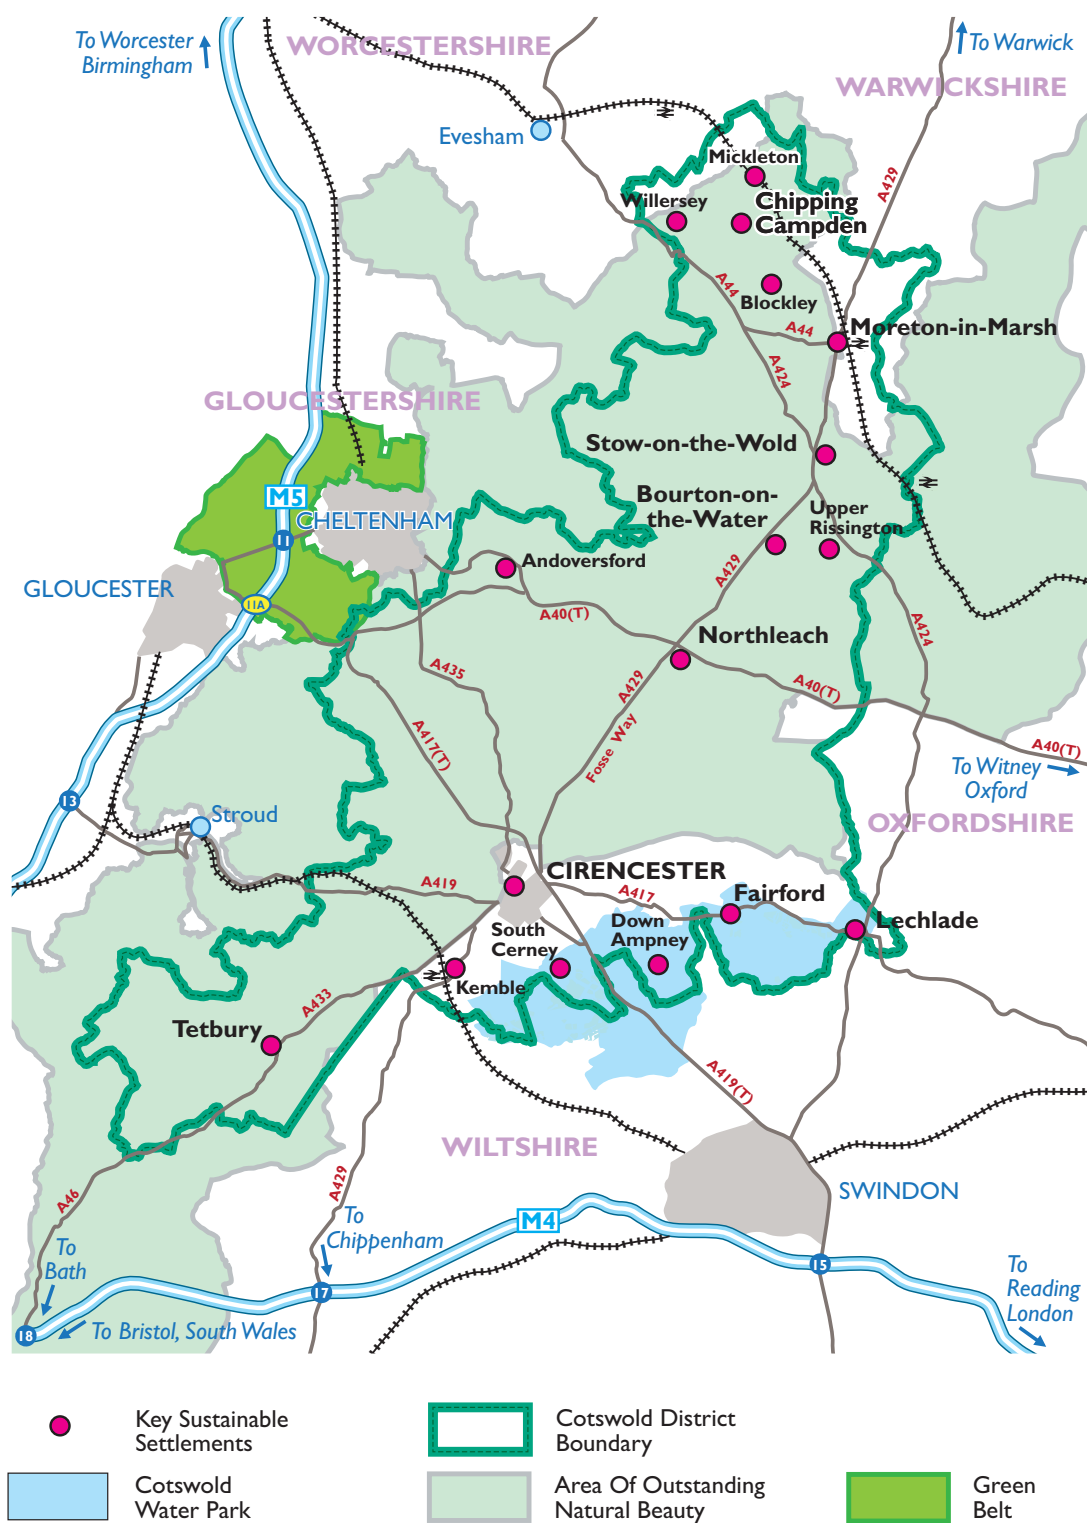 To Worcester
Birmingham
WORCESTERSHIRE
To Warwick
WARWICKSHIRE
Evesham
Mickleton
A429
Willersey
Chipping
Campden
A44
Blockley
A44
Moreton-in-Marsh
A424
GLOUCESTERSHIRE
Stow-on-the-Wold
M5
Bourton-on-
the-Water
Upper
Rissington
CHELTENHAM
11
Andoversford
A429
GLOUCESTER
11A
A40(T)
A424
Northleach
A435
A429
A40(T)
A417(T)
Fosse Way
A40(T)
To Witney
Oxford
13
Stroud
OXFORDSHIRE
CIRENCESTER
A419
A417
Fairford
Lechlade
South
Cerney
Down
Ampney
Kemble
A433
Tetbury
A419(T)
WILTSHIRE
A429
A46
SWINDON
M4
To
Chippenham
To
Bath
15
17
To
Reading
London
18
To Bristol, South Wales
Key Sustainable
Settlements
Cotswold District
Boundary
Cotswold
Water Park
Area Of Outstanding
Natural Beauty
Green
Belt